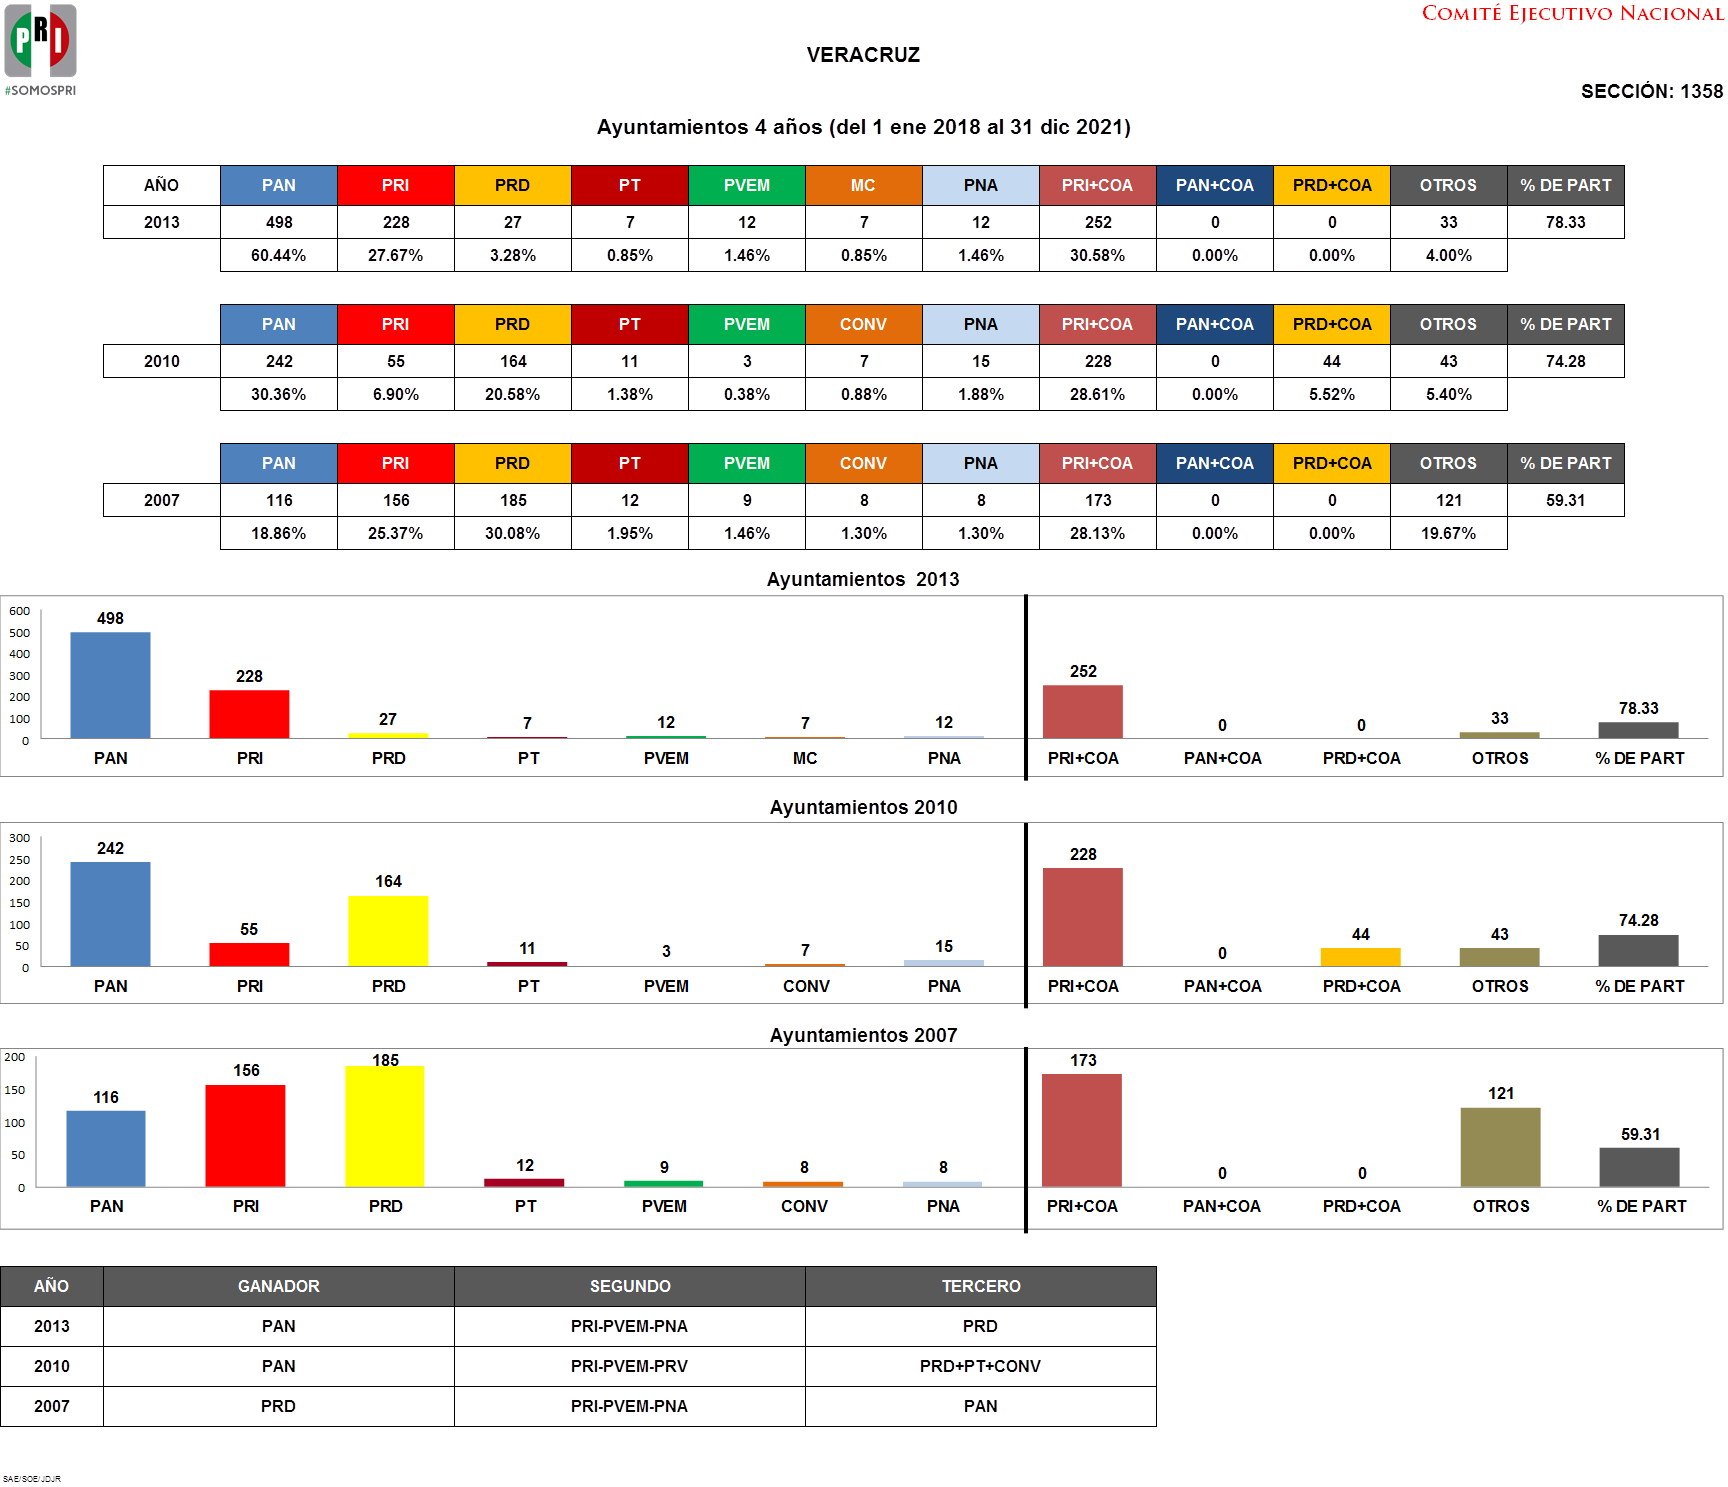 PRI
#SOMOSPRI
COMITÉ EJECUTIVO NACIONAL
VERACRUZ
SECCIÓN: 1358
Ayuntamientos 4 años (del 1 ene 2018 al 31 dic 2021)
AÑO PAN PRI PRD PT PVEM MC PNA PRI+COA PAN+COA PRD+COA OTROS % DE PART
2013 498 228 27 7 12 7 12 252 0 0 33 78.33
60.44% 27.67% 3.28% 0.85% 1.46% 0.85% 1.46% 30.58% 0.00% 0.00% 4.00%
PAN PRI PRD PT PVEM CONV PNA PRI+COA PAN+COA PRD+COA OTROS % DE PART
2010 242 55 164 11 3 7 15 228 0 44 43 74.28
30.36% 6.90% 20.58% 1.38% 0.38% 0.88% 1.88% 28.61% 0.00% 5.52% 5.40%
PAN PRI PRD PT PVEM CONV PNA PRI+COA PAN+COA PRD+COA OTROS % DE PART
2007 116 156 185 12 9 8 8 173 0 0 121 59.31
18.86% 25.37% 30.08% 1.95% 1.46% 1.30% 1.30% 28.13% 0.00% 0.00% 19.67%
Ayuntamientos 2013
600
500
400
300
200
100
0
498 228 27 7 12 7 12 252 0 0 33 78.33
PAN PRI PRD PT PVEM MC PNA PRI+COA PAN+COA PRD+COA OTROS % DE PART
Ayuntamientos 2010
300
250
200
150
100
50
0
242 55 164 11 3 7 15 228 0 44 43 74.28
PAN PRI PRD PT PVEM CONV PNA PRI+COA PAN+COA PRD+COA OTROS % DE PART
Ayuntamientos 2007
200
150
100
50
0
116 156 185 12 9 8 8 173 0 0 121 59.31
PAN PRI PRD PT PVEM CONV PNA PRI+COA PAN+COA PRD+COA OTROS % DE PART
AÑO GANADOR SEGUNDO TERCERO
2013 PAN PRI-PVEM-PNA PRD
2010 PAN PRI-PVEM-PRV PRD+PT+CONV
2007 PRD PRI-PVEM-PNA PAN
SAE/SOE/JDJR